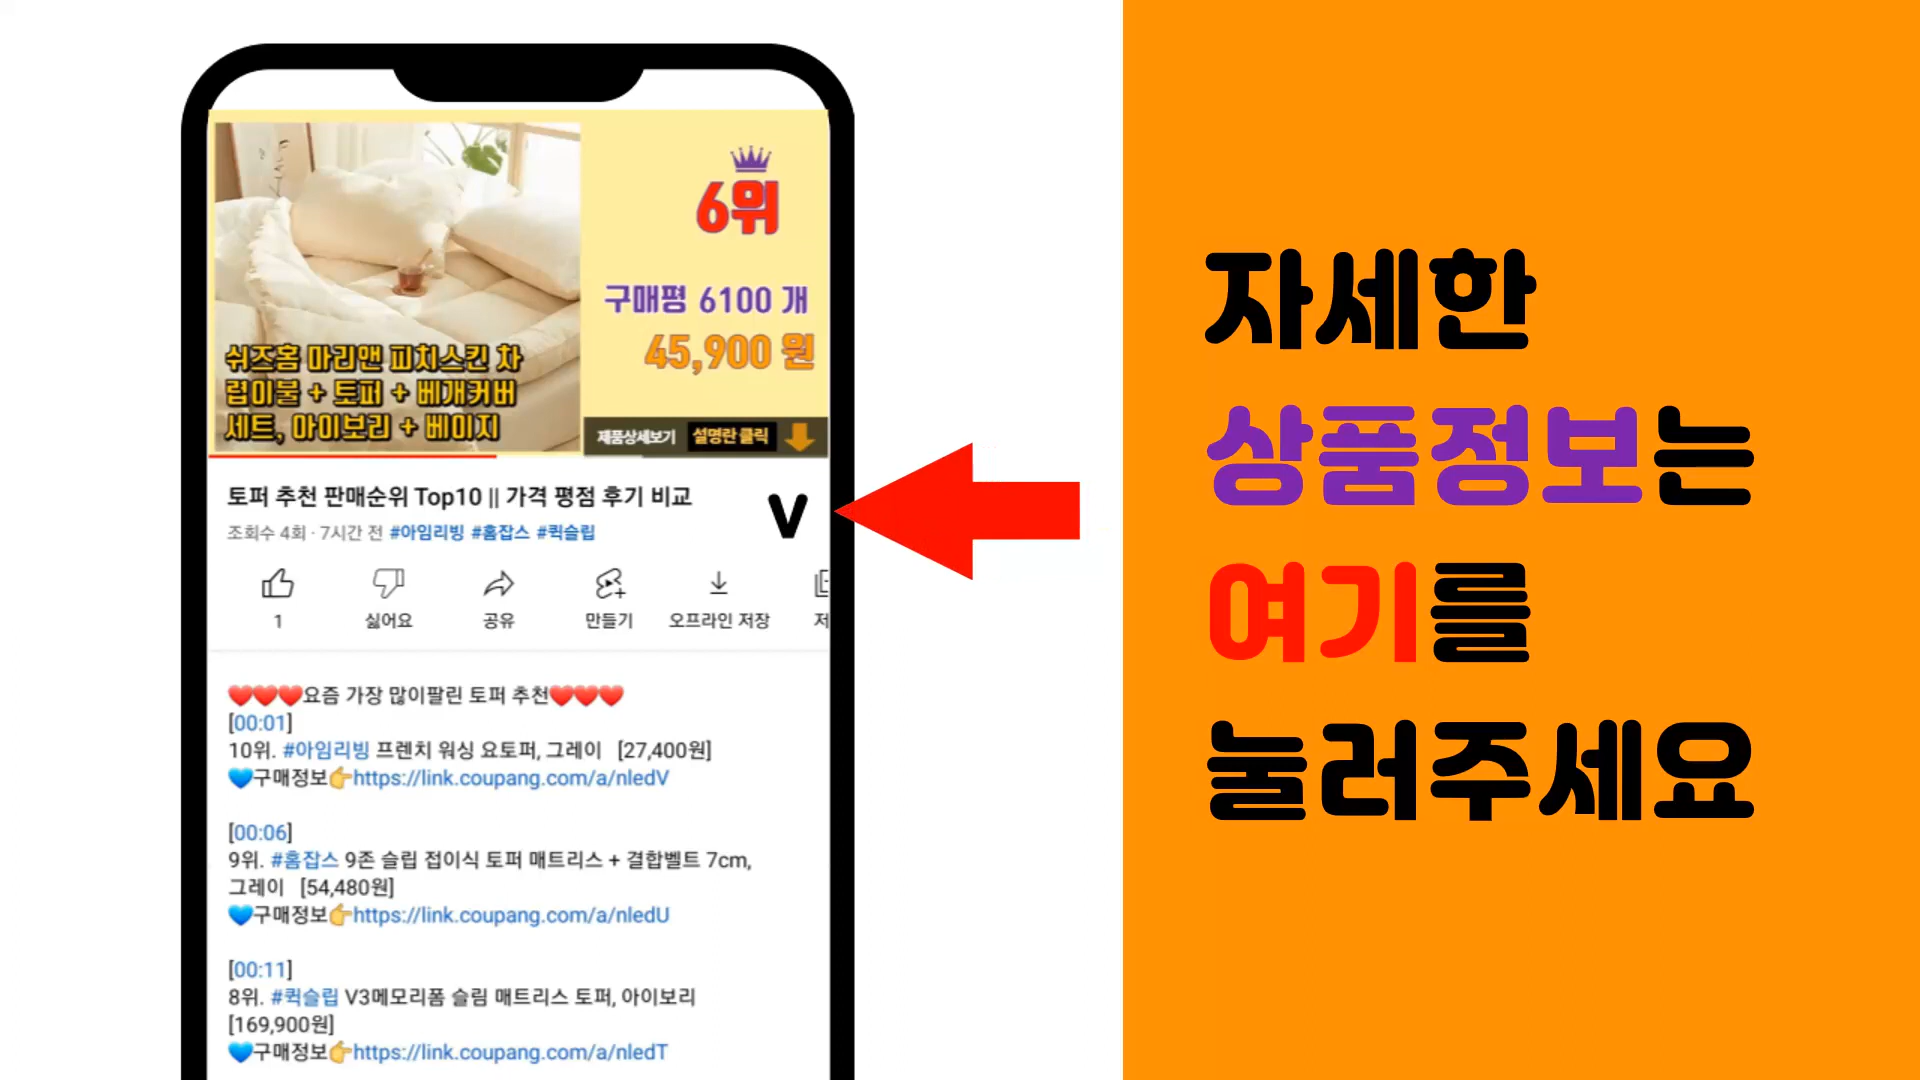 6위
구매평 6100 개
45,900 원
쉬즈홈 마리앤 피치스킨 차
렵이불 + 토퍼 + 베개커버
세트, 아이보리 + 베이지
제품상세보기 설명란 클릭
토퍼 추천 판매순위 Top10 || 가격 평점 후기 비교
V
조회수 4회 · 7시간 전 #아임리빙 #홈잡스 #퀵슬립
1 싫어요 공유 만들기 오프라인 저장 저
❤️❤️❤️요즘 가장 많이팔린 토퍼 추천❤️❤️❤️
[00:01]
10위. #아임리빙 프렌치 워싱 요토퍼, 그레이 [27,400원]
💙구매정보👉https://link.coupang.com/a/nledV
[00:06]
9위. #홈잡스 9존 슬립 접이식 토퍼 매트리스 + 결합벨트 7cm,
그레이 [54,480원]
💙구매정보👉https://link.coupang.com/a/nledU
[00:11]
8위. #퀵슬립 V3메모리폼 슬림 매트리스 토퍼, 아이보리
[169,900원]
💙구매정보👉https://link.coupang.com/a/nledT
자세한
상품정보는
여기를
눌러주세요